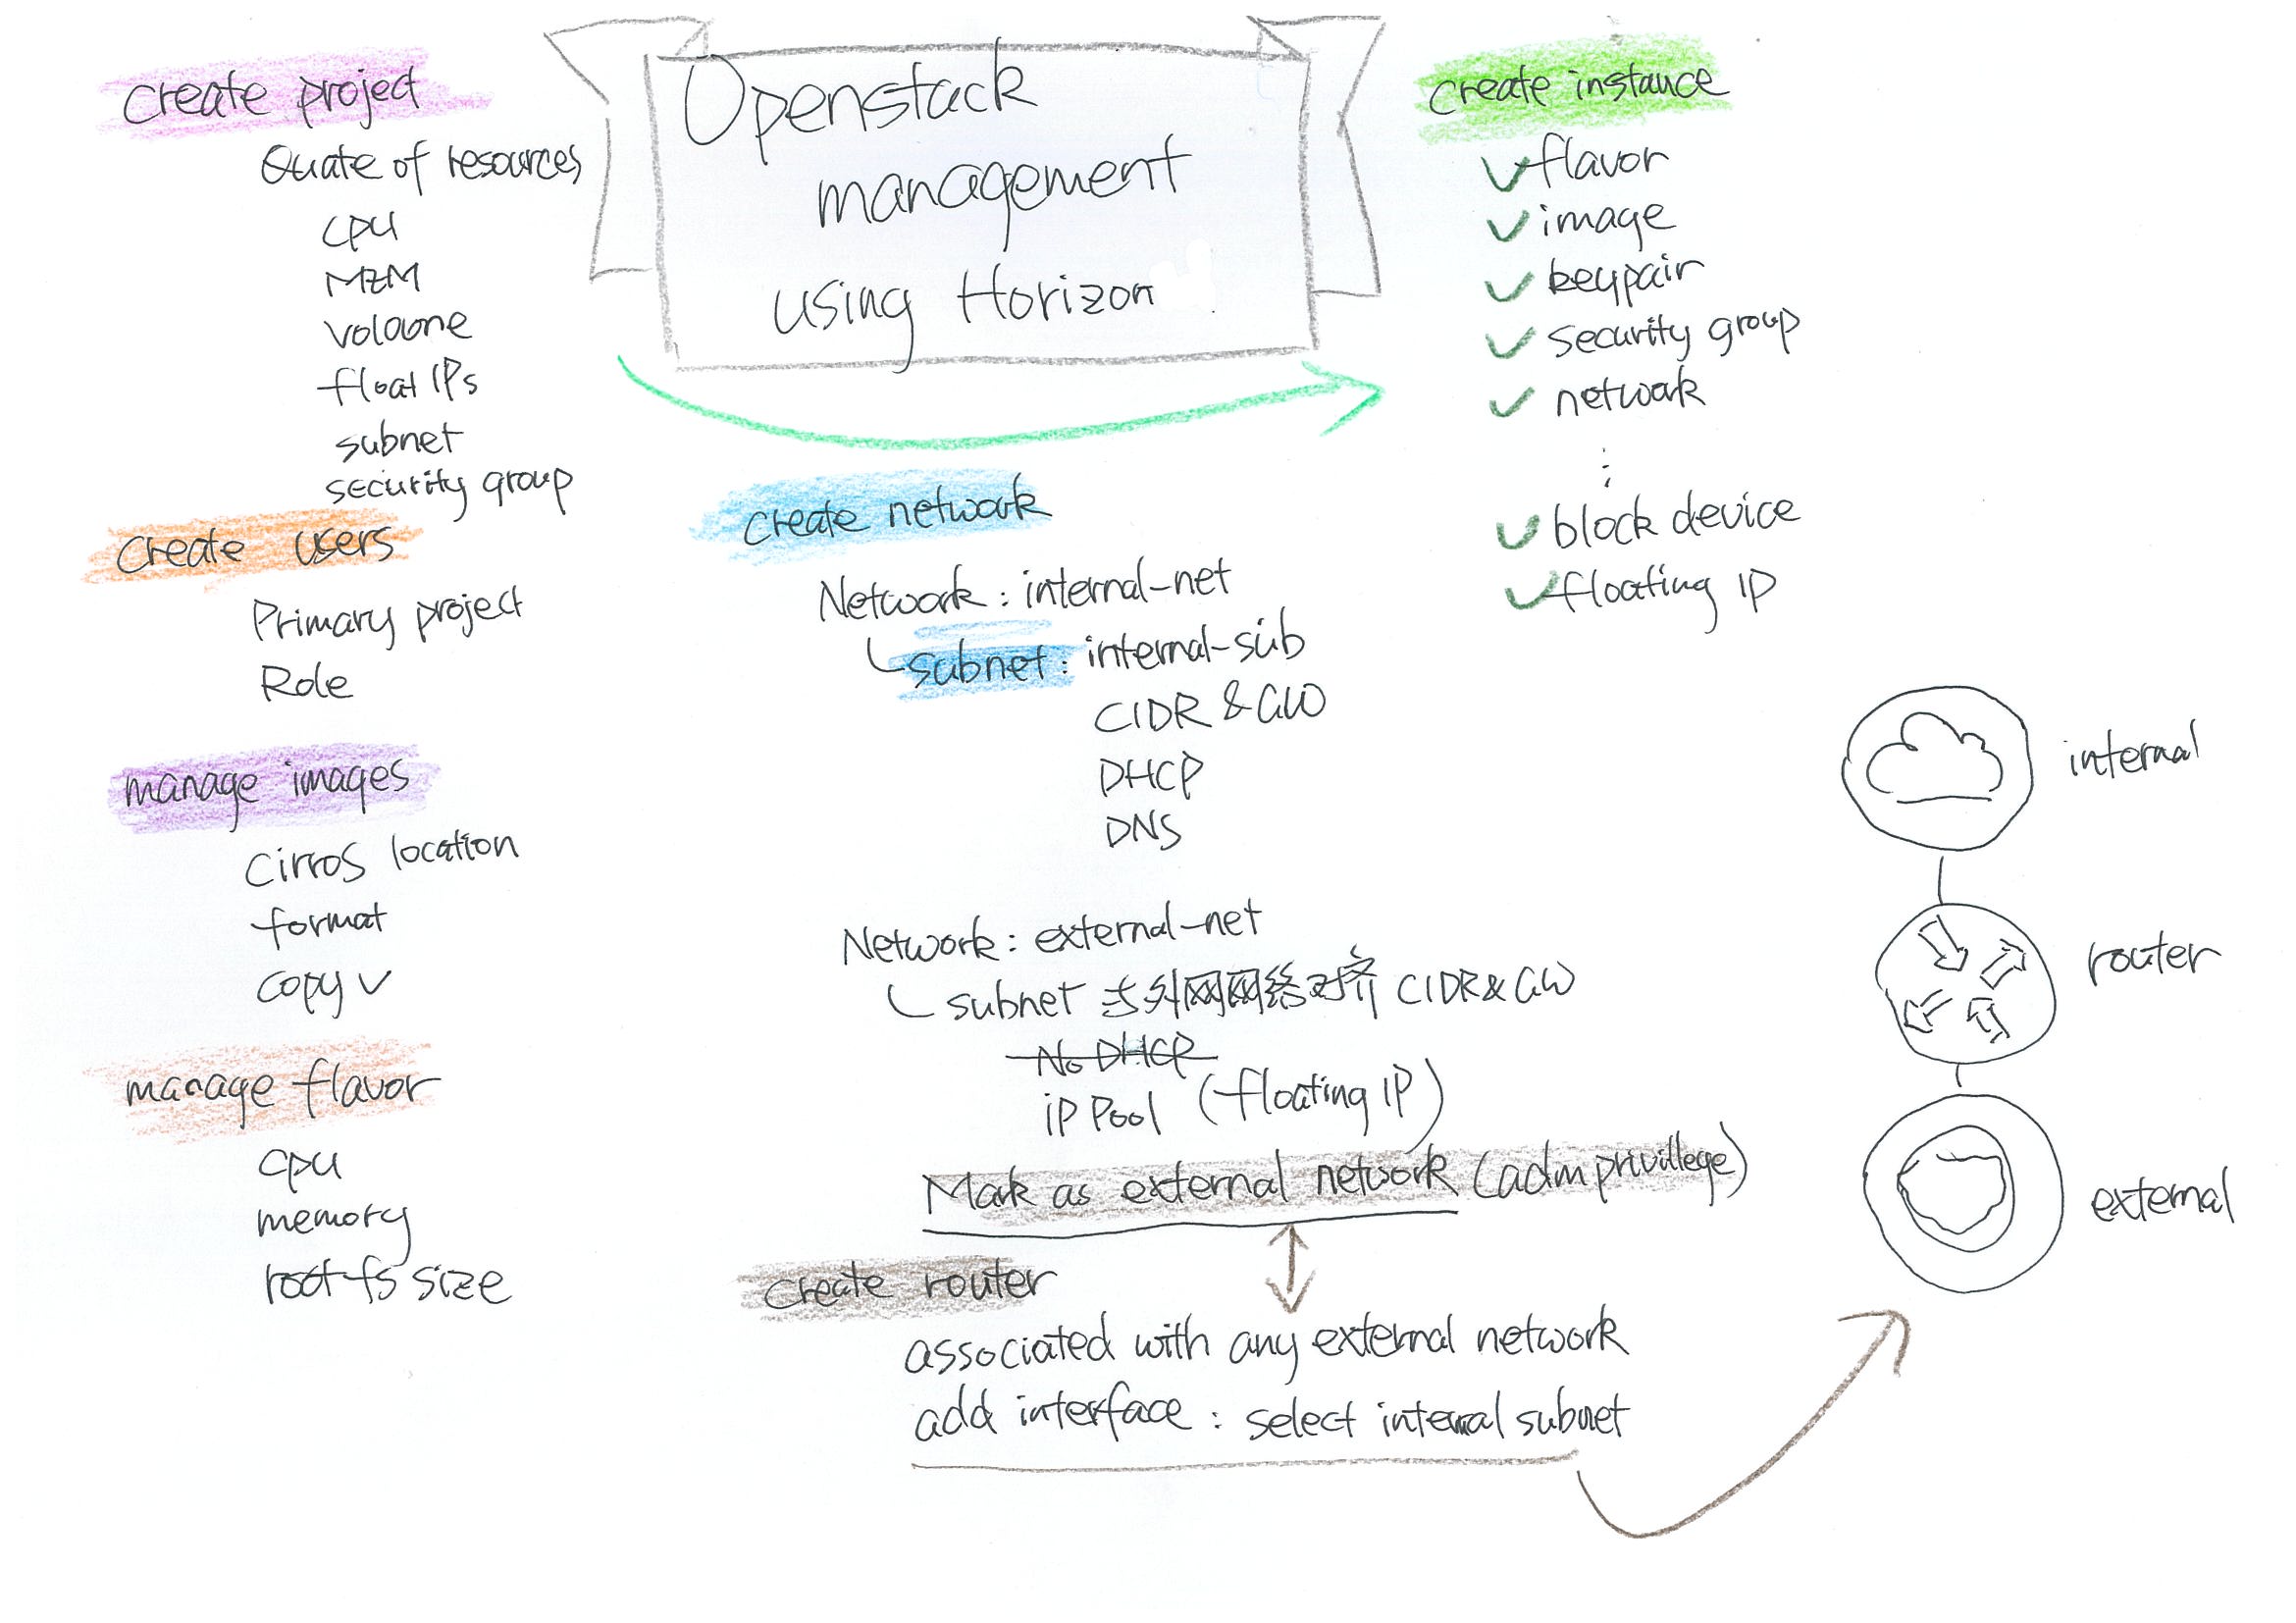 Openstack
management
using Horizon
Create project
Quate of resources
CPU
MEM
Voloone
float IPs
subnet
security group
Create users
Primary project
Role
manage images
Cirros location
format
copy ✓
manage flavor
cpu
memory
root fs size
Create network
Network: internal-net
subnet: internal-sub
CIDR & GW
DHCP
DNS
Network: external-net
subnet 与外网网络对齐 CIDR & GW
No DHCP
IP Pool (floating IP)
Mark as external network (adm privillege)
Create router
associated with any external network
add interface: select internal subnet
Create instance
✓ flavor
✓ image
✓ keypair
✓ security group
✓ network
⋮
✓ block device
✓ floating IP
internal
router
external